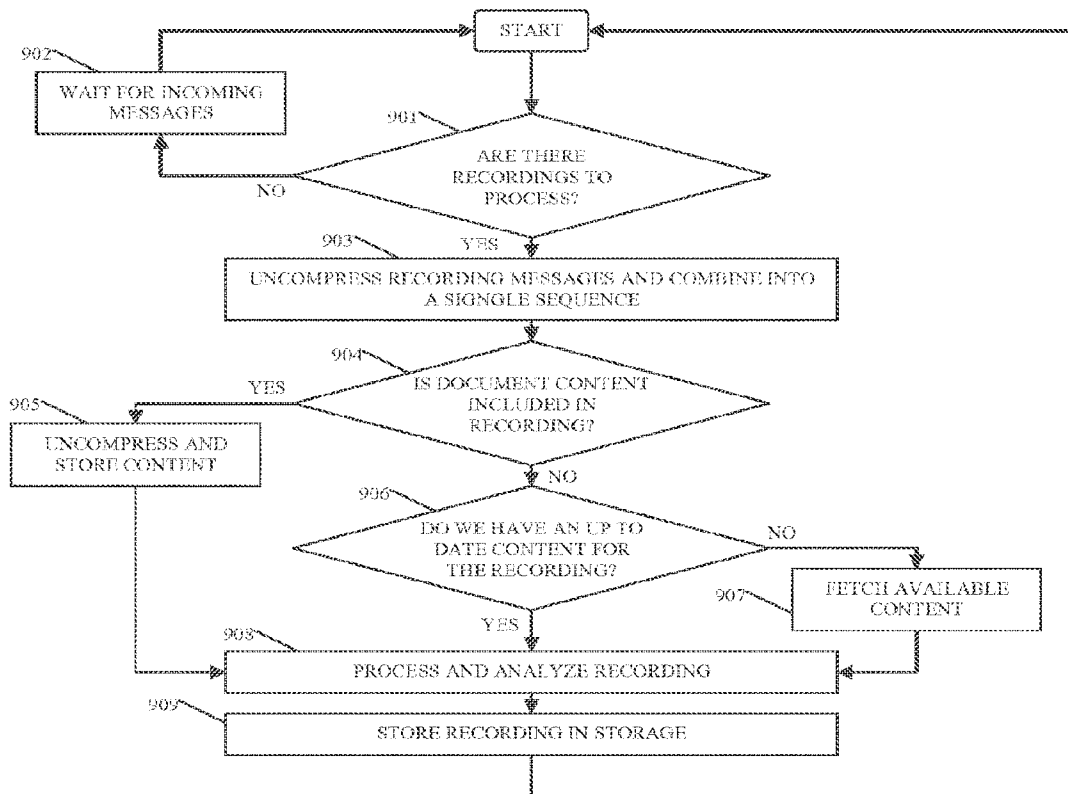 START
902
WAIT FOR INCOMING
MESSAGES
901
ARE THERE
RECORDINGS TO
PROCESS?
NO
YES
903
UNCOMPRESS RECORDING MESSAGES AND COMBINE INTO
A SIGNGLE SEQUENCE
904
IS DOCUMENT CONTENT
INCLUDED IN
RECORDING?
YES
905
UNCOMPRESS AND
STORE CONTENT
NO
906
DO WE HAVE AN UP TO
DATE CONTENT FOR
THE RECORDING?
NO
907
FETCH AVAILABLE
CONTENT
YES
908
PROCESS AND ANALYZE RECORDING
909
STORE RECORDING IN STORAGE